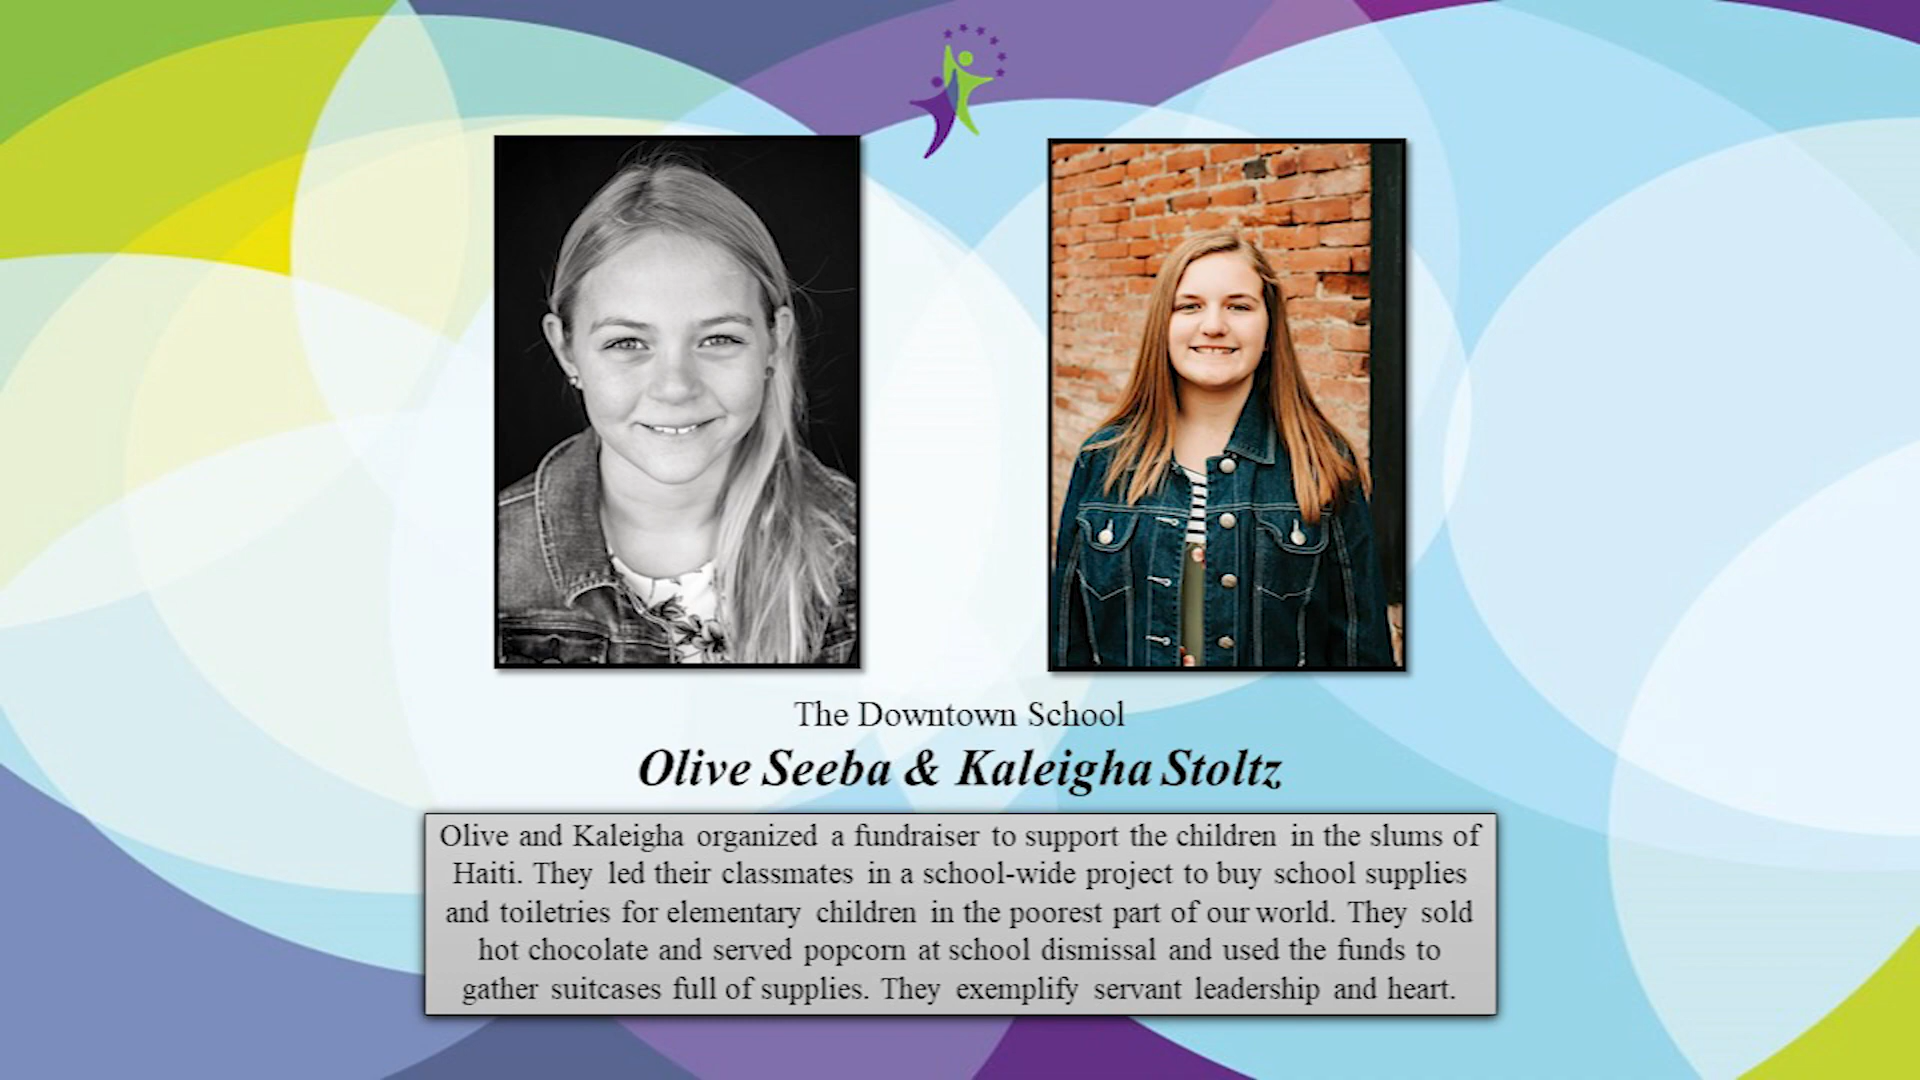 The Downtown School
Olive Seeba & Kaleigha Stoltz
Olive and Kaleigha organized a fundraiser to support the children in the slums of
Haiti. They led their classmates in a school-wide project to buy school supplies
and toiletries for elementary children in the poorest part of our world. They sold
hot chocolate and served popcorn at school dismissal and used the funds to
gather suitcases full of supplies. They exemplify servant leadership and heart.